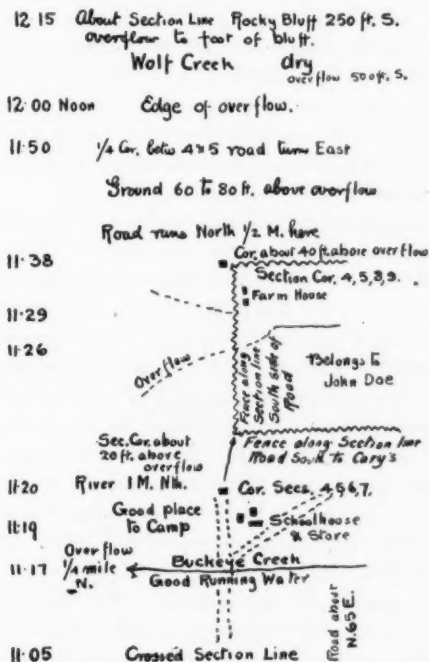 12 15 About Section Line Rocky Bluff 250 ft. S.
overflow to foot of bluff.
Wolf Creek dry
overflow 500 ft. S.
12.00 Noon Edge of overflow.
11.50 1/4 Cor. betw 4 & 5 road turns East
Ground 60 to 80 ft. above overflow
Road runs North 1/2 M. here
11.38 Cor. about 40 ft. above overflow
Section Cor. 4, 5, 8, 9.
Farm House
11.29
11.26
Overflow
Fence along
Section line
South Side of
Road
Belongs to
John Doe
Sec. Cor. about
20 ft. above
overflow
Fence along Section line
Road South to Cary's
11.20 River 1 M. Nth. Cor. Secs. 4, 5, 6, 7.
11.19 Good place
to Camp
Schoolhouse
& Store
11.17 Overflow
1/4 mile
N.
Buckeye Creek
Good Running Water
Road about
N. 65 E.
11.05 Crossed Section Line